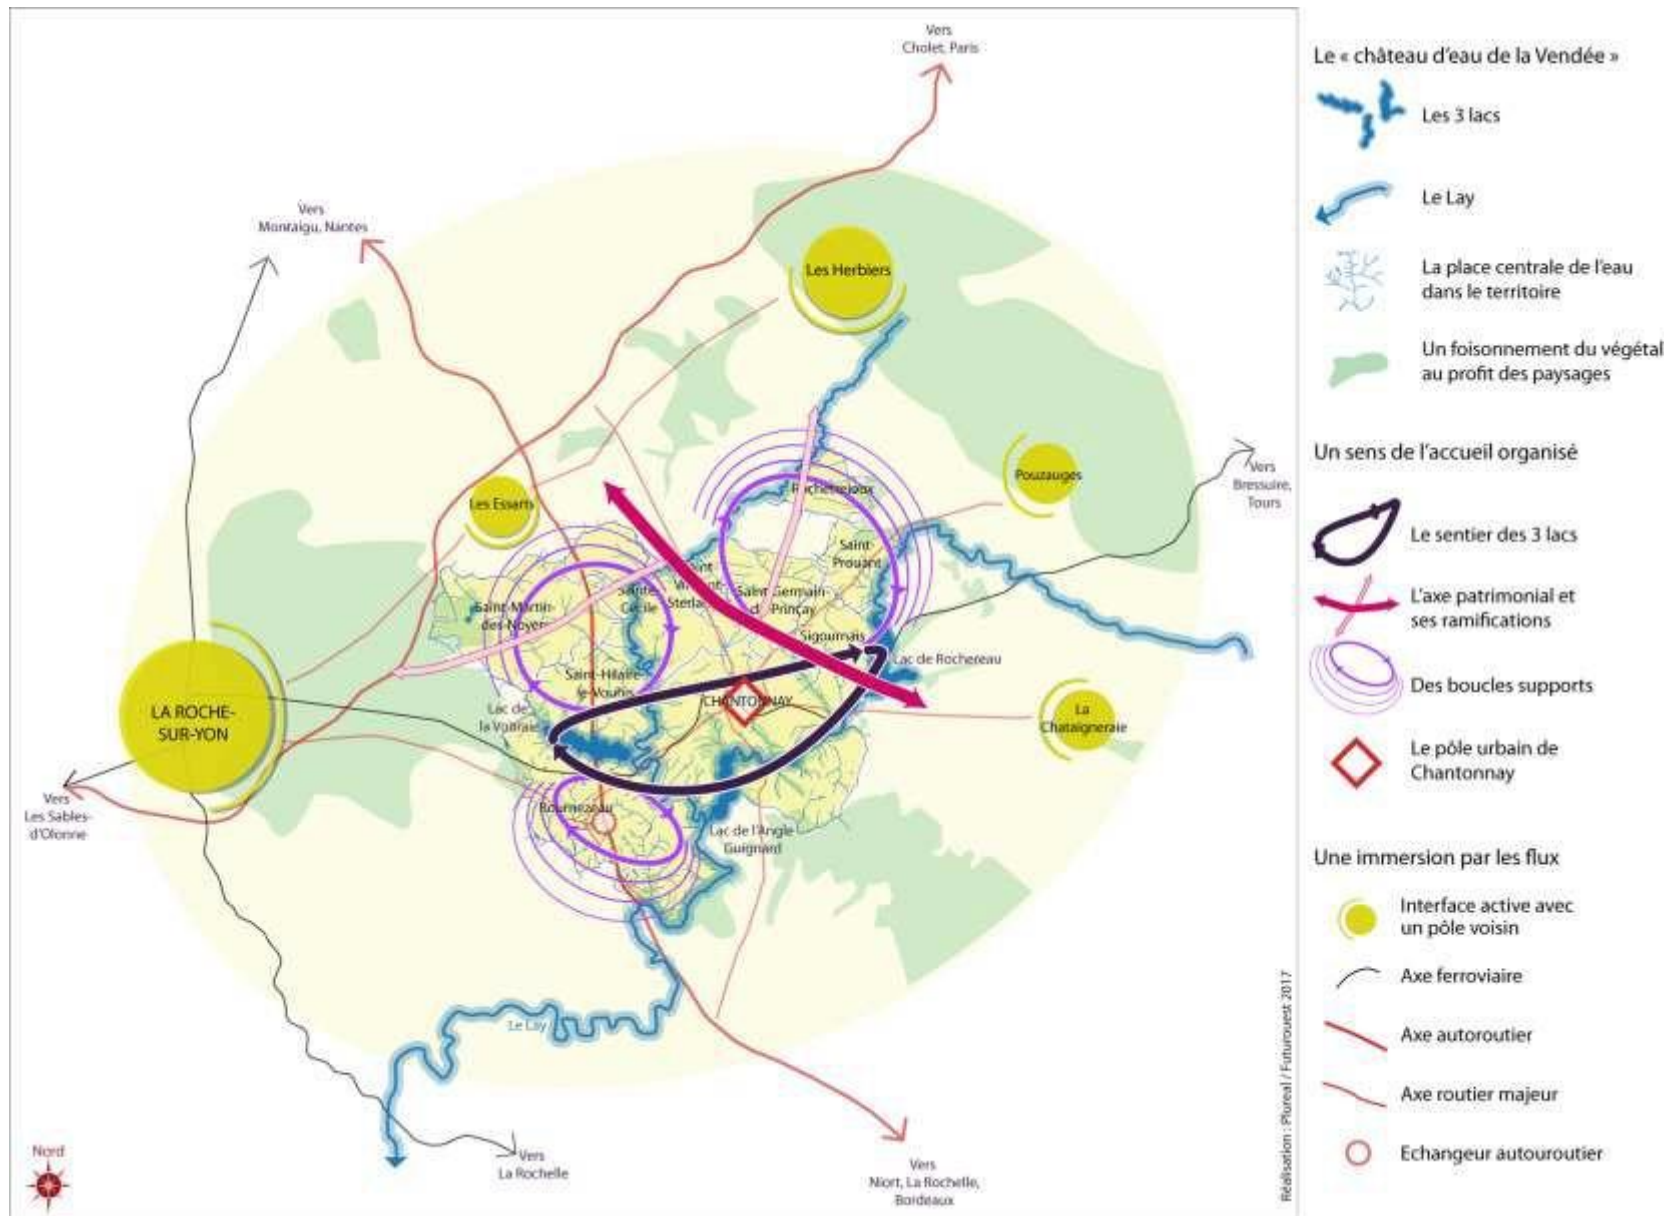 Vers
Cholet, Paris
Vers
Montaigu, Nantes
Les Herbiers
Pouzauges
Vers
Bressuire,
Tours
Les Essarts
Rochetrejoux
Saint-
Prouant
Saint
Vincent
Sterlanges
Sainte-
Cécile
Saint Germain-
de Prinçay
Saint-Martin-
des-Noyers
Sigournais
Lac de Rochereau
Saint-Hilaire-
le-Vouhis
CHANTONNAY
Lac de
la Vouraie
LA ROCHE-
SUR-YON
La
Chataigneraie
Vers
Les Sables-
d'Olonne
Bournezeau
Lac de l'Angle
Guignard
Le Lay
Vers
La Rochelle
Vers
Niort, La Rochelle,
Bordeaux
Nord
Réalisation : Plureal / Futurouest 2017
Le « château d'eau de la Vendée »
Les 3 lacs
Le Lay
La place centrale de l'eau
dans le territoire
Un foisonnement du végétal
au profit des paysages
Un sens de l'accueil organisé
Le sentier des 3 lacs
L'axe patrimonial et
ses ramifications
Des boucles supports
Le pôle urbain de
Chantonnay
Une immersion par les flux
Interface active avec
un pôle voisin
Axe ferroviaire
Axe autoroutier
Axe routier majeur
Echangeur autouroutier